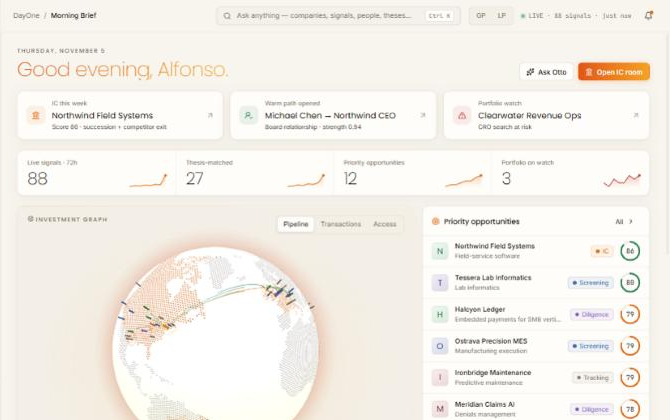 DayOne / Morning Brief
Ask anything — companies, signals, people, theses...
Ctrl K
GP LP
LIVE · 88 signals · just now
THURSDAY, NOVEMBER 5
Good evening, Alfonso.
Ask Otto
Open IC room
IC this week
Northwind Field Systems
Score 86 · succession + competitor exit
Warm path opened
Michael Chen → Northwind CEO
Board relationship · strength 0.94
Portfolio watch
Clearwater Revenue Ops
CRO search at risk
Live signals · 72h
88
Thesis-matched
27
Priority opportunities
12
Portfolio on watch
3
INVESTMENT GRAPH
Pipeline Transactions Access
Priority opportunities
All
N
Northwind Field Systems
Field-service software
IC
86
T
Tessera Lab Informatics
Lab informatics
Screening
88
H
Halcyon Ledger
Embedded payments for SMB verti...
Diligence
79
O
Ostrava Precision MES
Manufacturing execution
Screening
79
I
Ironbridge Maintenance
Predictive maintenance
Tracking
79
M
Meridian Claims AI
Denials management
Diligence
78